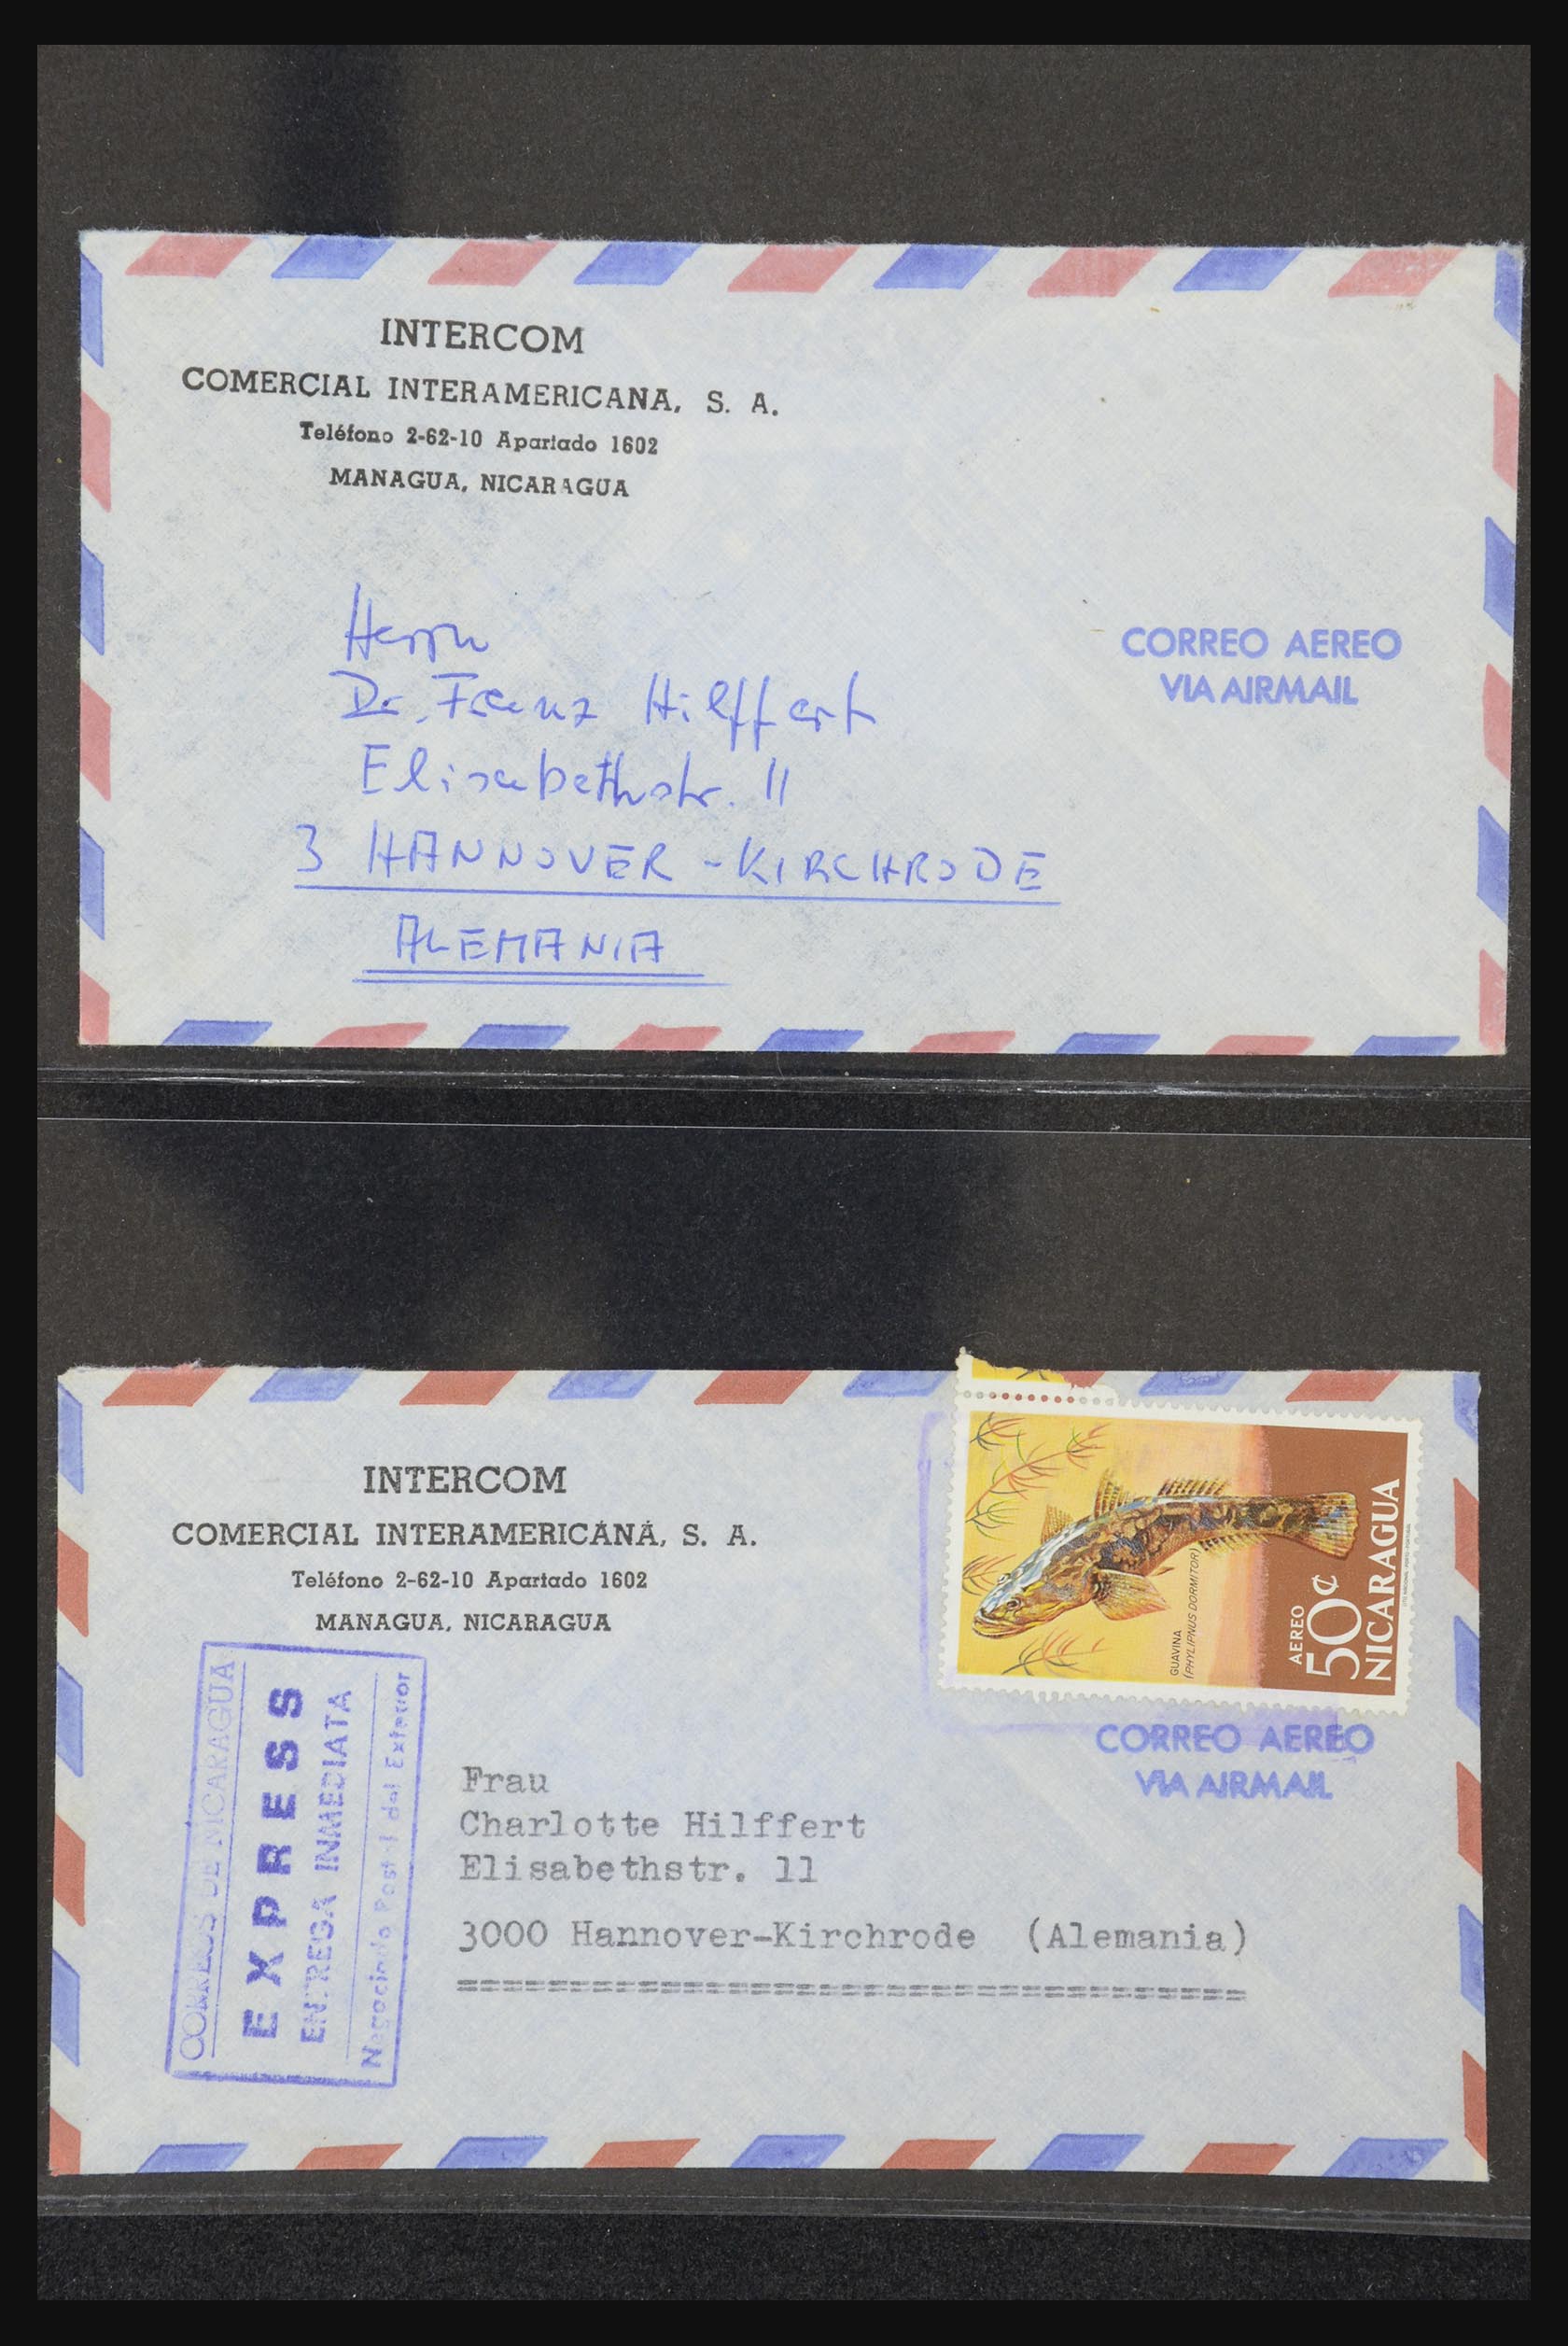 INTERCOM
COMERCIAL INTERAMERICANA, S. A.
Teléfono 2-62-10 Apartado 1602
MANAGUA, NICARAGUA
Herrn
Dr. Franz Hilffert
Elisabethstr. 11
3 HANNOVER - KIRCHRODE
ALEMANIA
CORREO AEREO
VIA AIRMAIL
INTERCOM
COMERCIAL INTERAMERICANA, S. A.
Teléfono 2-62-10 Apartado 1602
MANAGUA, NICARAGUA
GUAVINA
(PHYLIPNUS DORMITOR)
AEREO
50¢
NICARAGUA
CORREO AEREO
VIA AIRMAIL
CORREOS DE NICARAGUA
EXPRESS
ENTREGA INMEDIATA
Negociado Postal del Exterior
Frau
Charlotte Hilffert
Elisabethstr. 11
3000 Hannover-Kirchrode (Alemania)
===================================